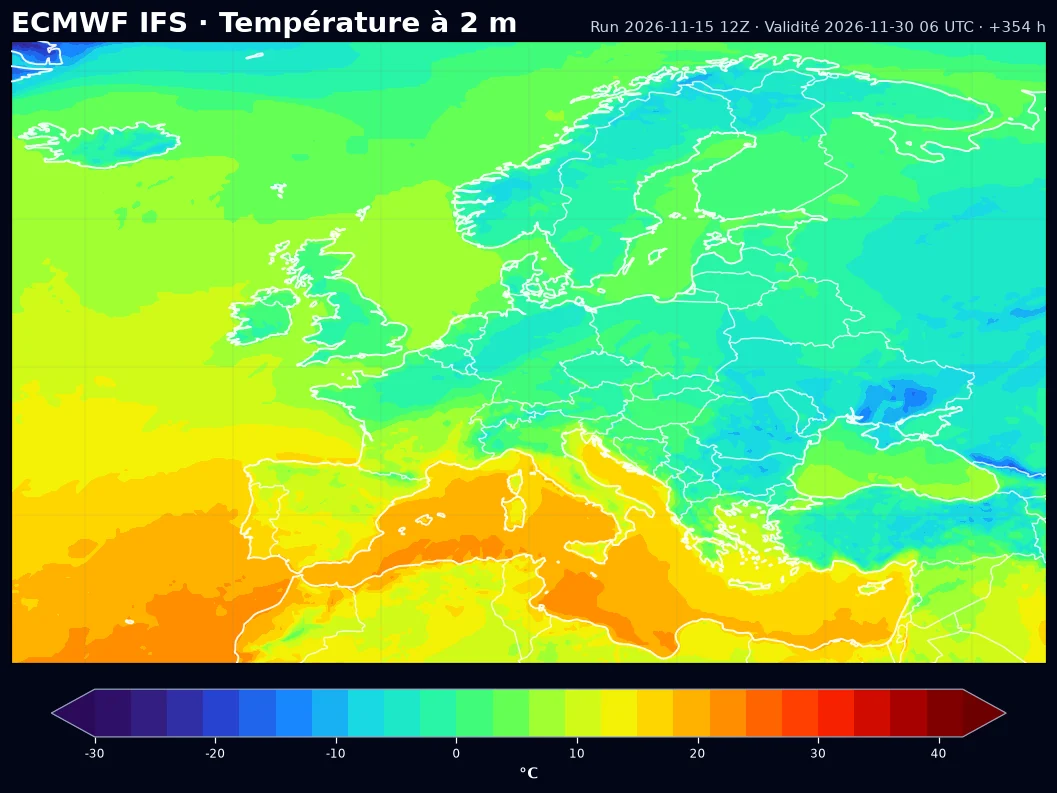 ECMWF IFS · Température à 2 m
Run 2026-11-15 12Z · Validité 2026-11-30 06 UTC · +354 h
-30 -20 -10 0 10 20 30 40
°C